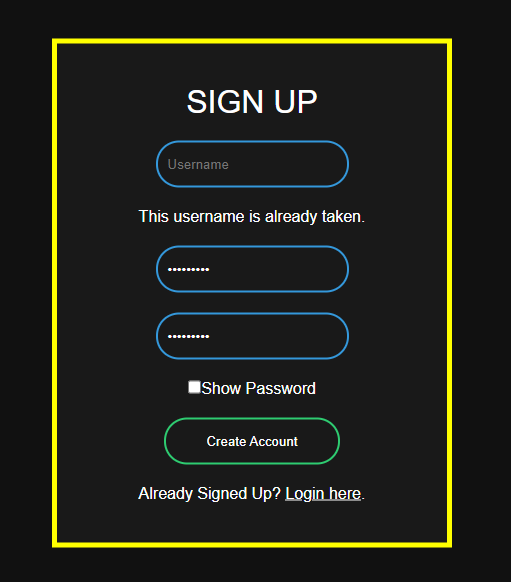 SIGN UP
Username
This username is already taken.
•••••••••
•••••••••
Show Password
Create Account
Already Signed Up? Login here.